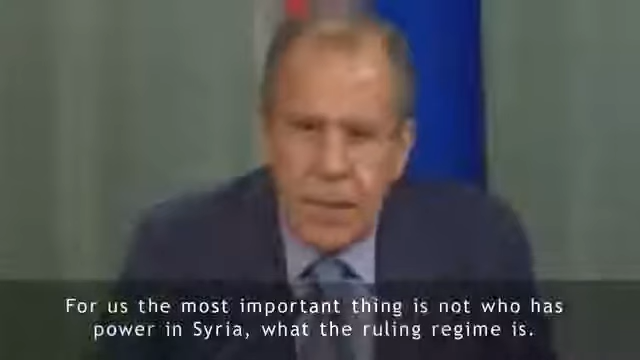 For us the most important thing is not who has
power in Syria, what the ruling regime is.